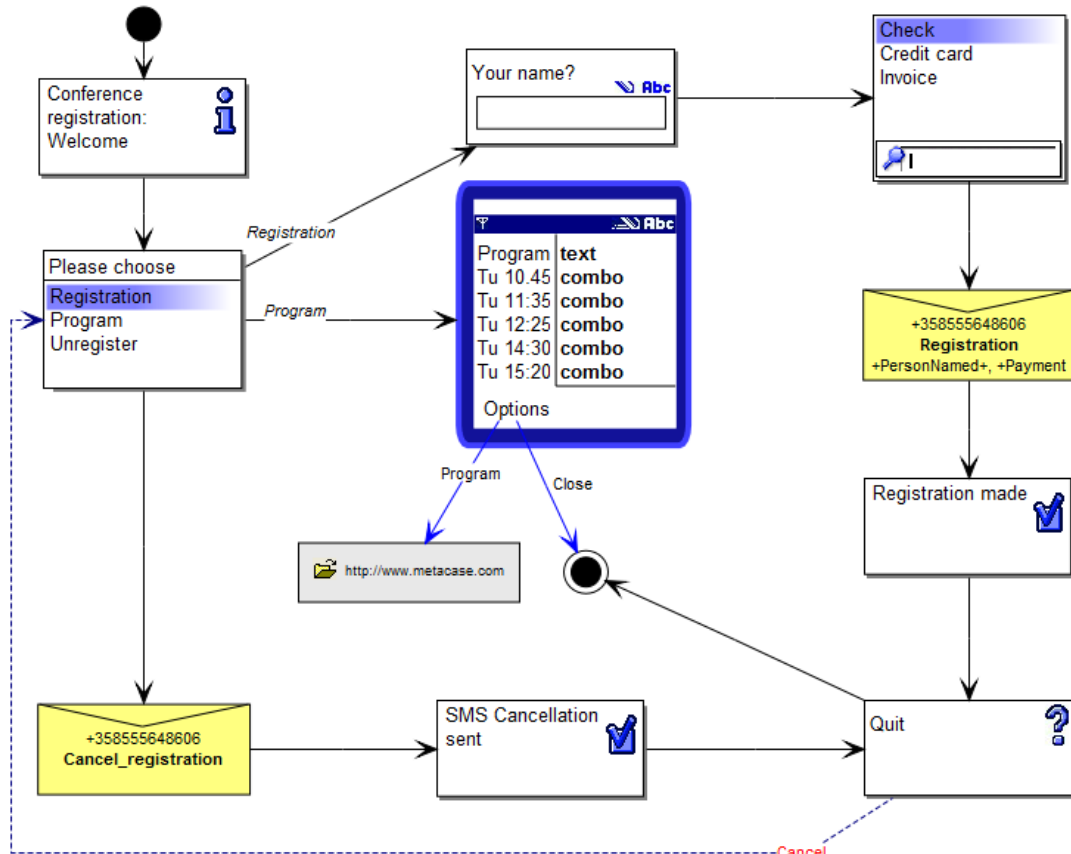 Conference
registration:
Welcome
Your name?
Abc
Check
Credit card
Invoice
Please choose
Registration
Program
Unregister
Registration
Program
Abc
Program text
Tu 10.45 combo
Tu 11:35 combo
Tu 12:25 combo
Tu 14:30 combo
Tu 15:20 combo
Options
Program
Close
http://www.metacase.com
+358555648606
Registration
+PersonNamed+, +Payment
Registration made
+358555648606
Cancel_registration
SMS Cancellation
sent
Quit
Cancel